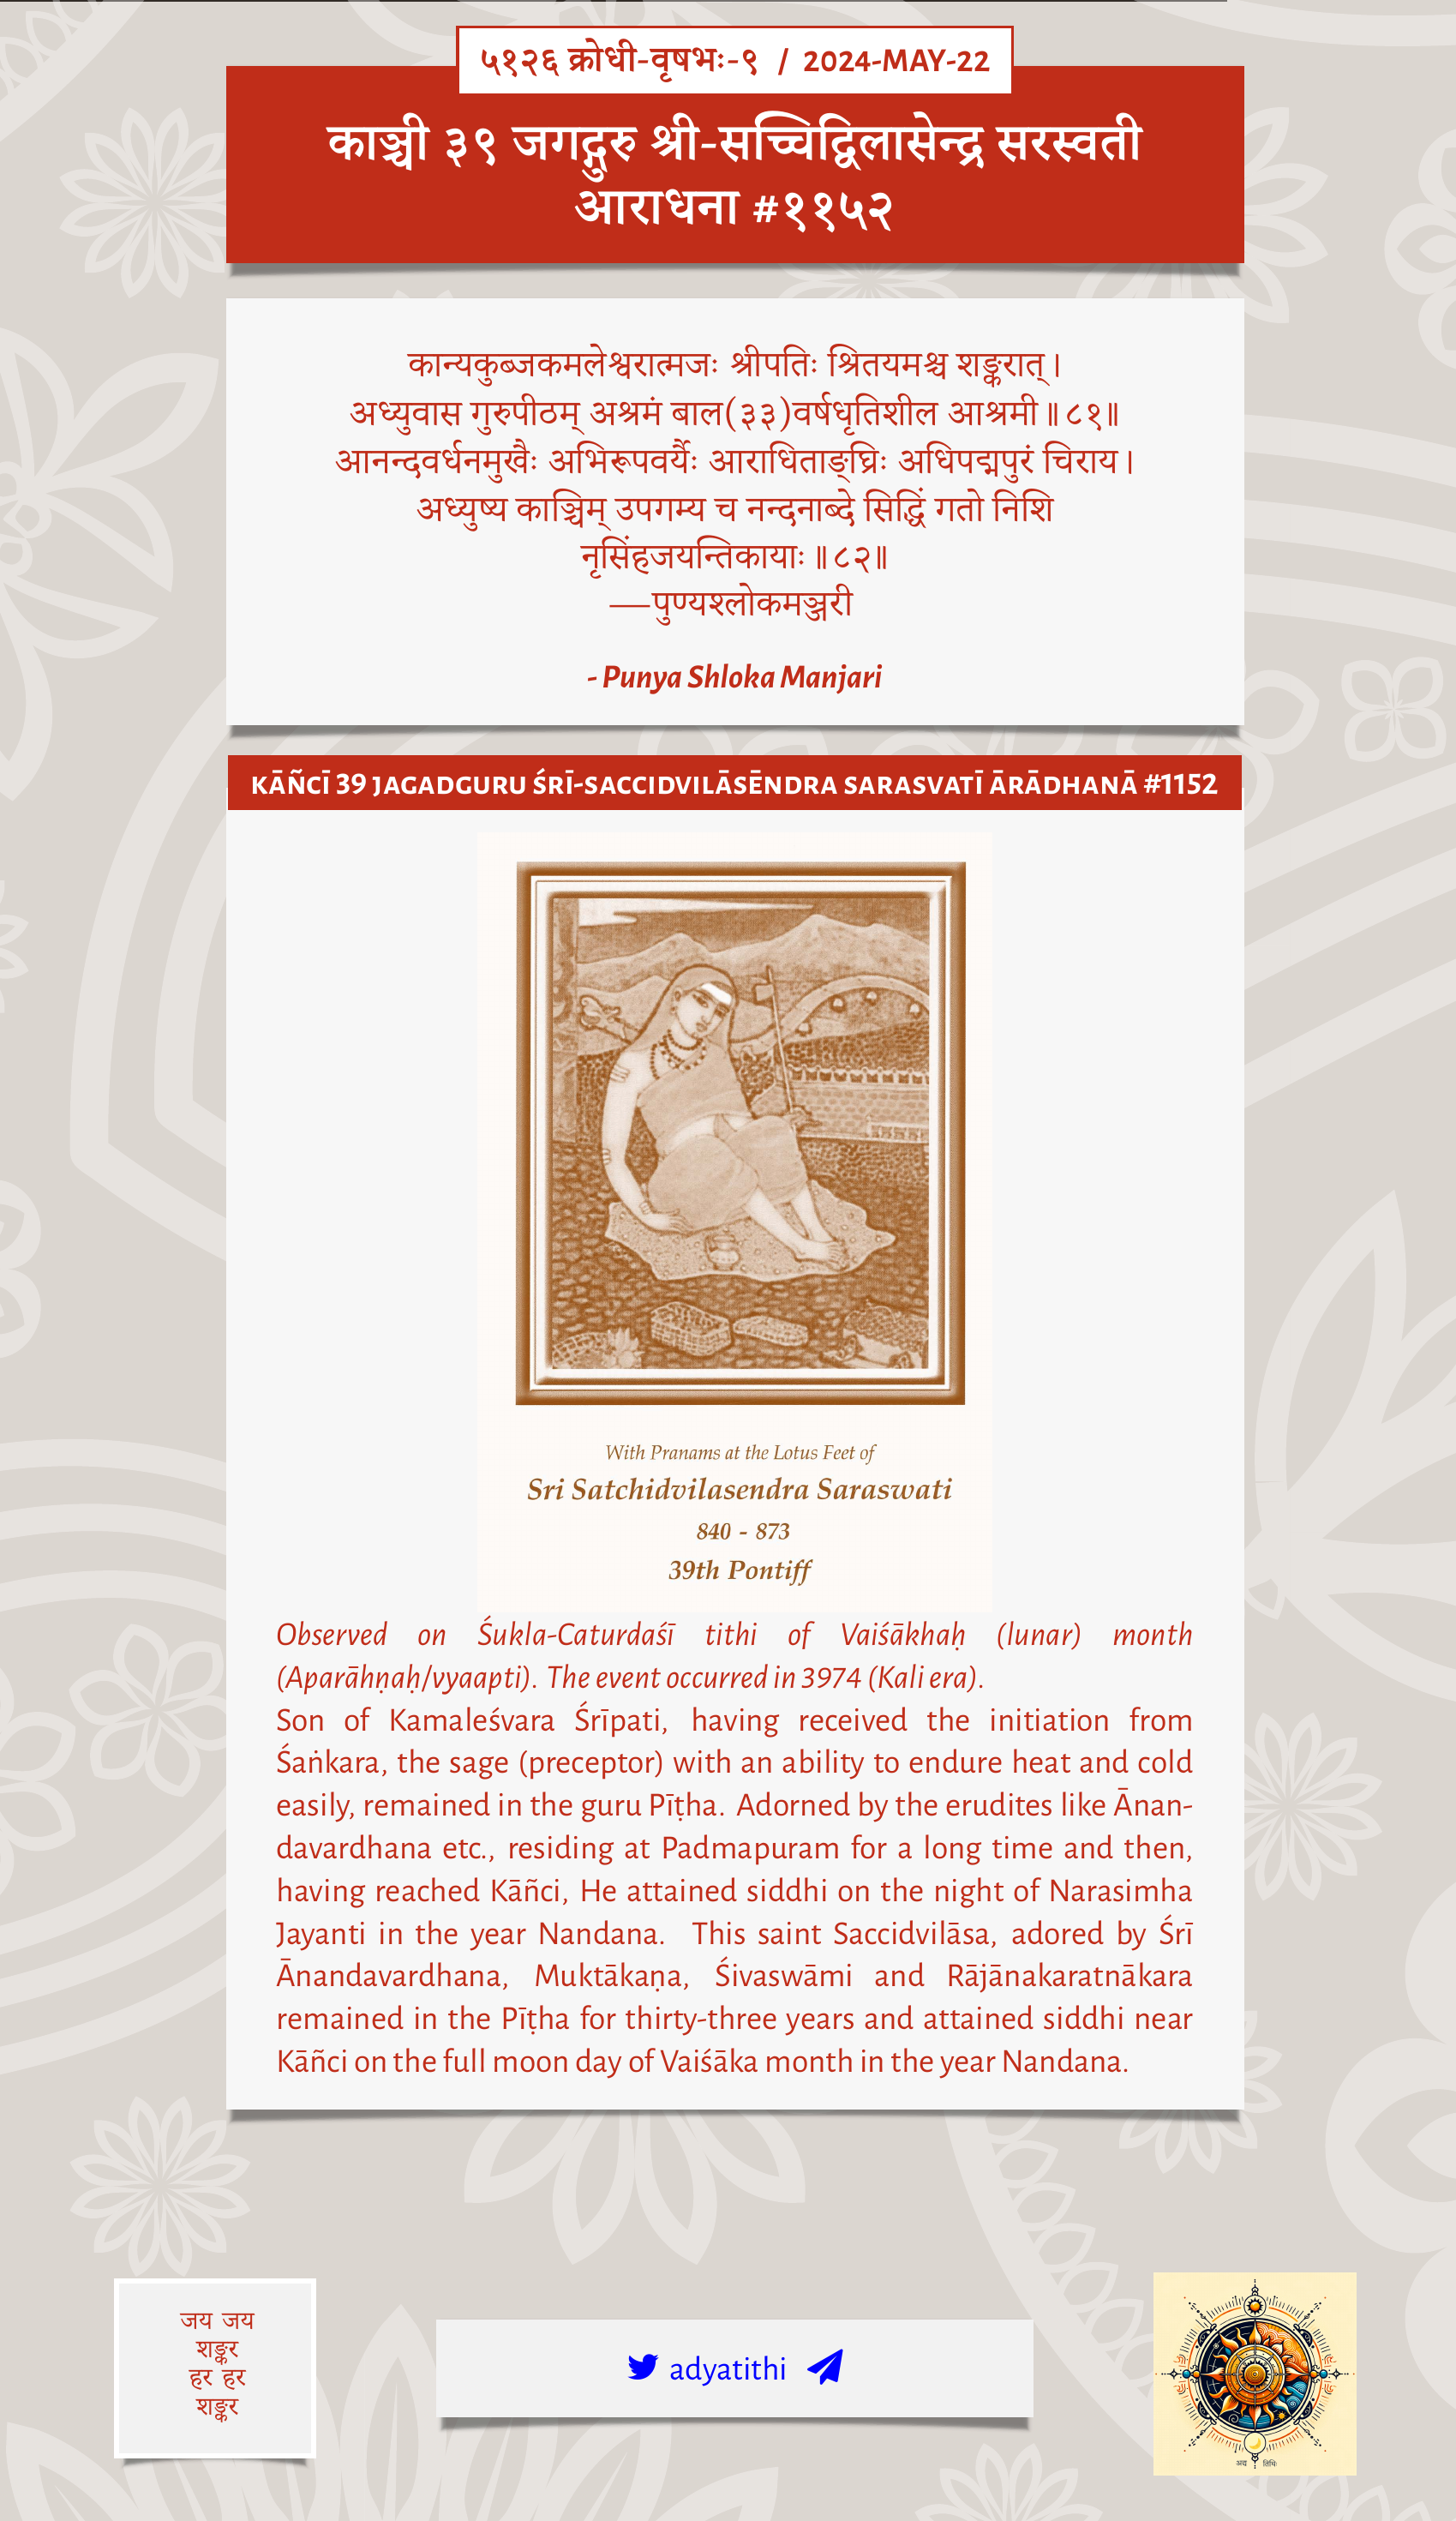 ५१२६ क्रोधी-वृषभः-९ / 2024-MAY-22
काञ्ची ३९ जगद्गुरु श्री-सच्चिद्विलासेन्द्र सरस्वती
आराधना #११५२
कान्यकुब्जकमलेश्वरात्मजः श्रीपतिः श्रितयमश्च शङ्करात्।
अध्युवास गुरुपीठम् अश्रमं बाल(३३)वर्षधृतिशील आश्रमी॥८१॥
आनन्दवर्धनमुखैः अभिरूपवर्यैः आराधिताङ्घ्रिः अधिपद्मपुरं चिराय।
अध्युष्य काञ्चिम् उपगम्य च नन्दनाब्दे सिद्धिं गतो निशि
नृसिंहजयन्तिकायाः॥८२॥
—पुण्यश्लोकमञ्जरी
- Punya Shloka Manjari
KĀÑCĪ 39 JAGADGURU ŚRĪ-SACCIDVILĀSĒNDRA SARASVATĪ ĀRĀDHANĀ #1152
With Pranams at the Lotus Feet of
Sri Satchidvilasendra Saraswati
840 - 873
39th Pontiff
Observed on Śukla-Caturdaśī tithi of Vaiśākhaḥ (lunar) month
(Aparāhṇaḥ/vyaapti). The event occurred in 3974 (Kali era).
Son of Kamaleśvara Śrīpati, having received the initiation from
Śaṅkara, the sage (preceptor) with an ability to endure heat and cold
easily, remained in the guru Pīṭha. Adorned by the erudites like Ānan-
davardhana etc., residing at Padmapuram for a long time and then,
having reached Kāñci, He attained siddhi on the night of Narasimha
Jayanti in the year Nandana. This saint Saccidvilāsa, adored by Śrī
Ānandavardhana, Muktākaṇa, Śivaswāmi and Rājānakaratnākara
remained in the Pīṭha for thirty-three years and attained siddhi near
Kāñci on the full moon day of Vaiśāka month in the year Nandana.
जय जय
शङ्कर
हर हर
शङ्कर
adyatithi
अद्य तिथिः